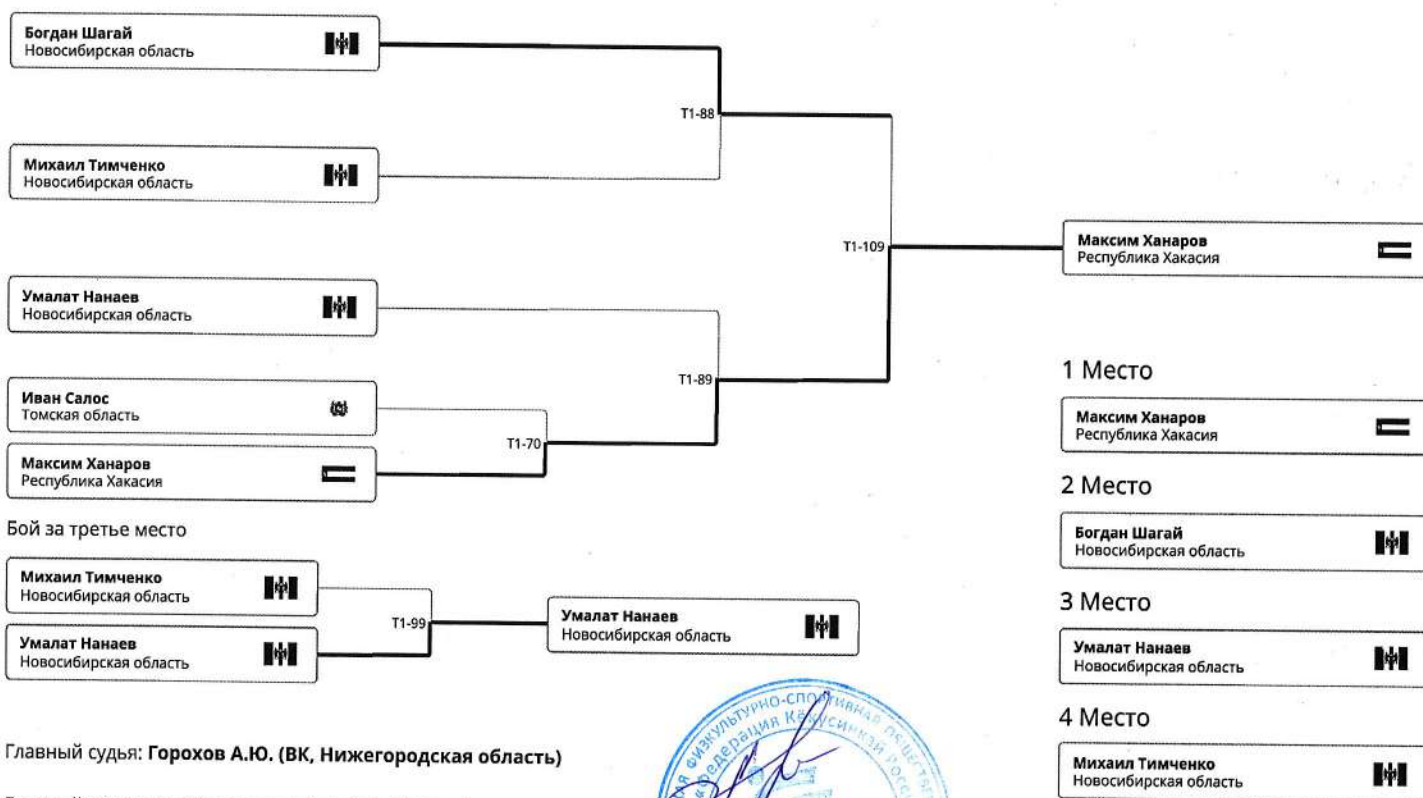 Богдан Шагай
Новосибирская область
T1-88
Михаил Тимченко
Новосибирская область
T1-109
Максим Ханаров
Республика Хакасия
Умалат Нанаев
Новосибирская область
T1-89
Иван Салос
Томская область
T1-70
Максим Ханаров
Республика Хакасия
1 Место
Максим Ханаров
Республика Хакасия
2 Место
Богдан Шагай
Новосибирская область
Бой за третье место
Михаил Тимченко
Новосибирская область
T1-99
Умалат Нанаев
Новосибирская область
Умалат Нанаев
Новосибирская область
3 Место
Умалат Нанаев
Новосибирская область
4 Место
Михаил Тимченко
Новосибирская область
Главный судья: Горохов А.Ю. (ВК, Нижегородская область)
ФИЗКУЛЬТУРНО-СПОРТИВНАЯ
«Федерация Кёкусинкай